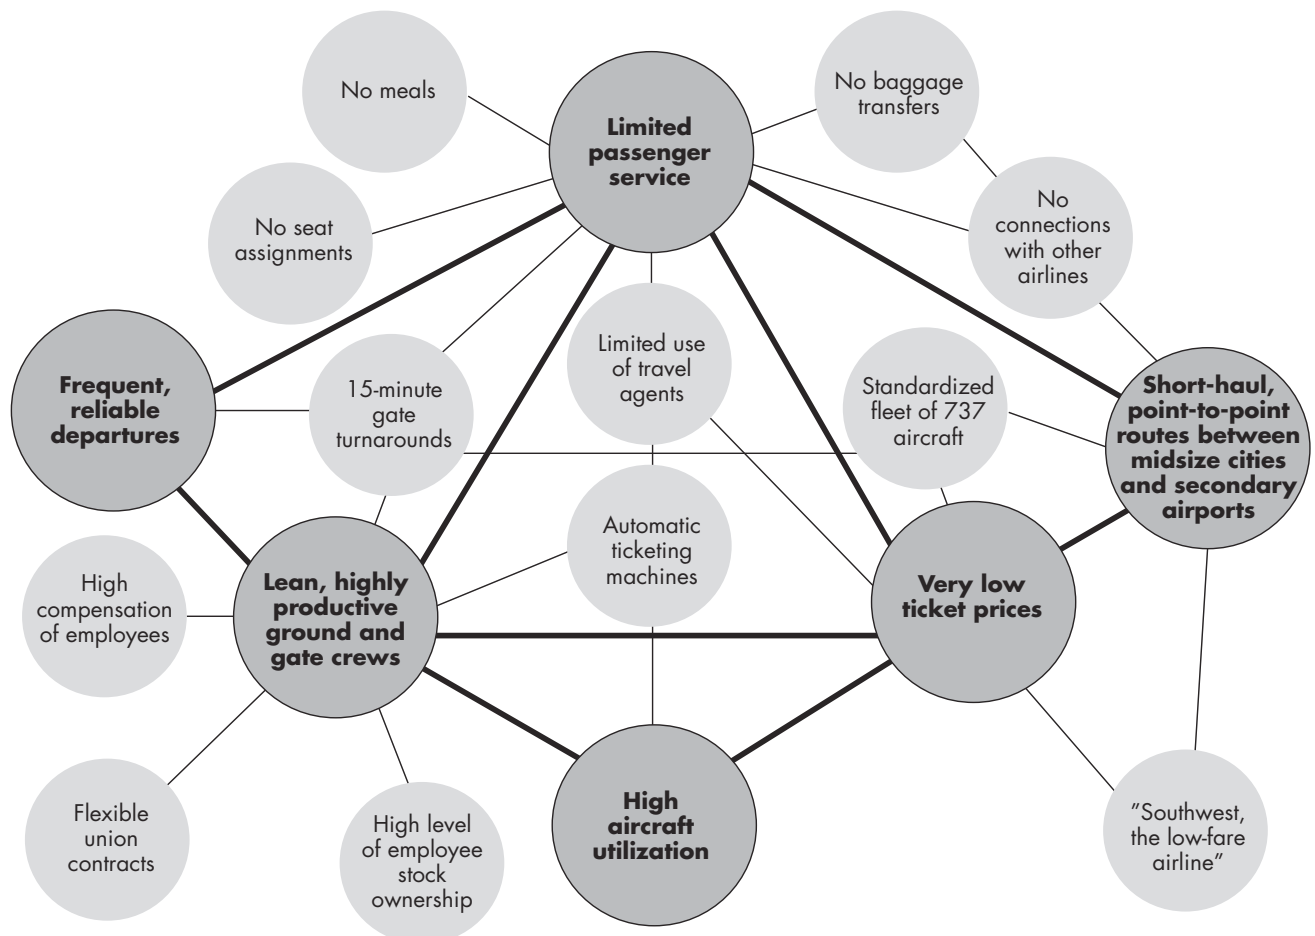 No meals
No baggage
transfers
Limited
passenger
service
No seat
assignments
No
connections
with other
airlines
Frequent,
reliable
departures
15-minute
gate
turnarounds
Limited use
of travel
agents
Standardized
fleet of 737
aircraft
Short-haul,
point-to-point
routes between
midsize cities
and secondary
airports
High
compensation
of employees
Lean, highly
productive
ground and
gate crews
Automatic
ticketing
machines
Very low
ticket prices
Flexible
union
contracts
High level
of employee
stock
ownership
High
aircraft
utilization
”Southwest,
the low-fare
airline”